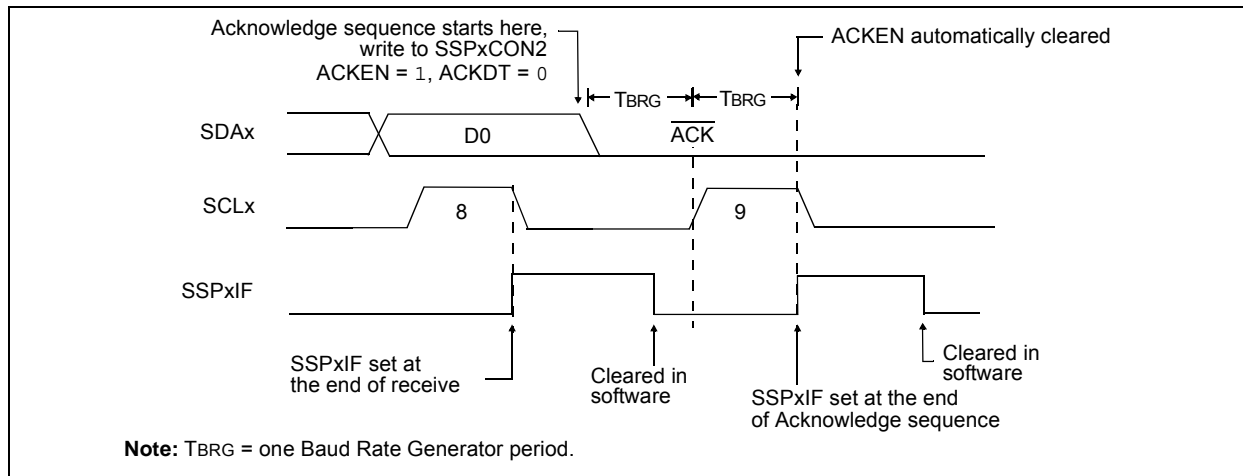 Acknowledge sequence starts here,
write to SSPxCON2
ACKEN = 1, ACKDT = 0
ACKEN automatically cleared
TBRG
TBRG
SDAx
D0
ACK
SCLx
8
9
SSPxIF
SSPxIF set at
the end of receive
Cleared in
software
SSPxIF set at the end
of Acknowledge sequence
Cleared in
software
Note: TBRG = one Baud Rate Generator period.